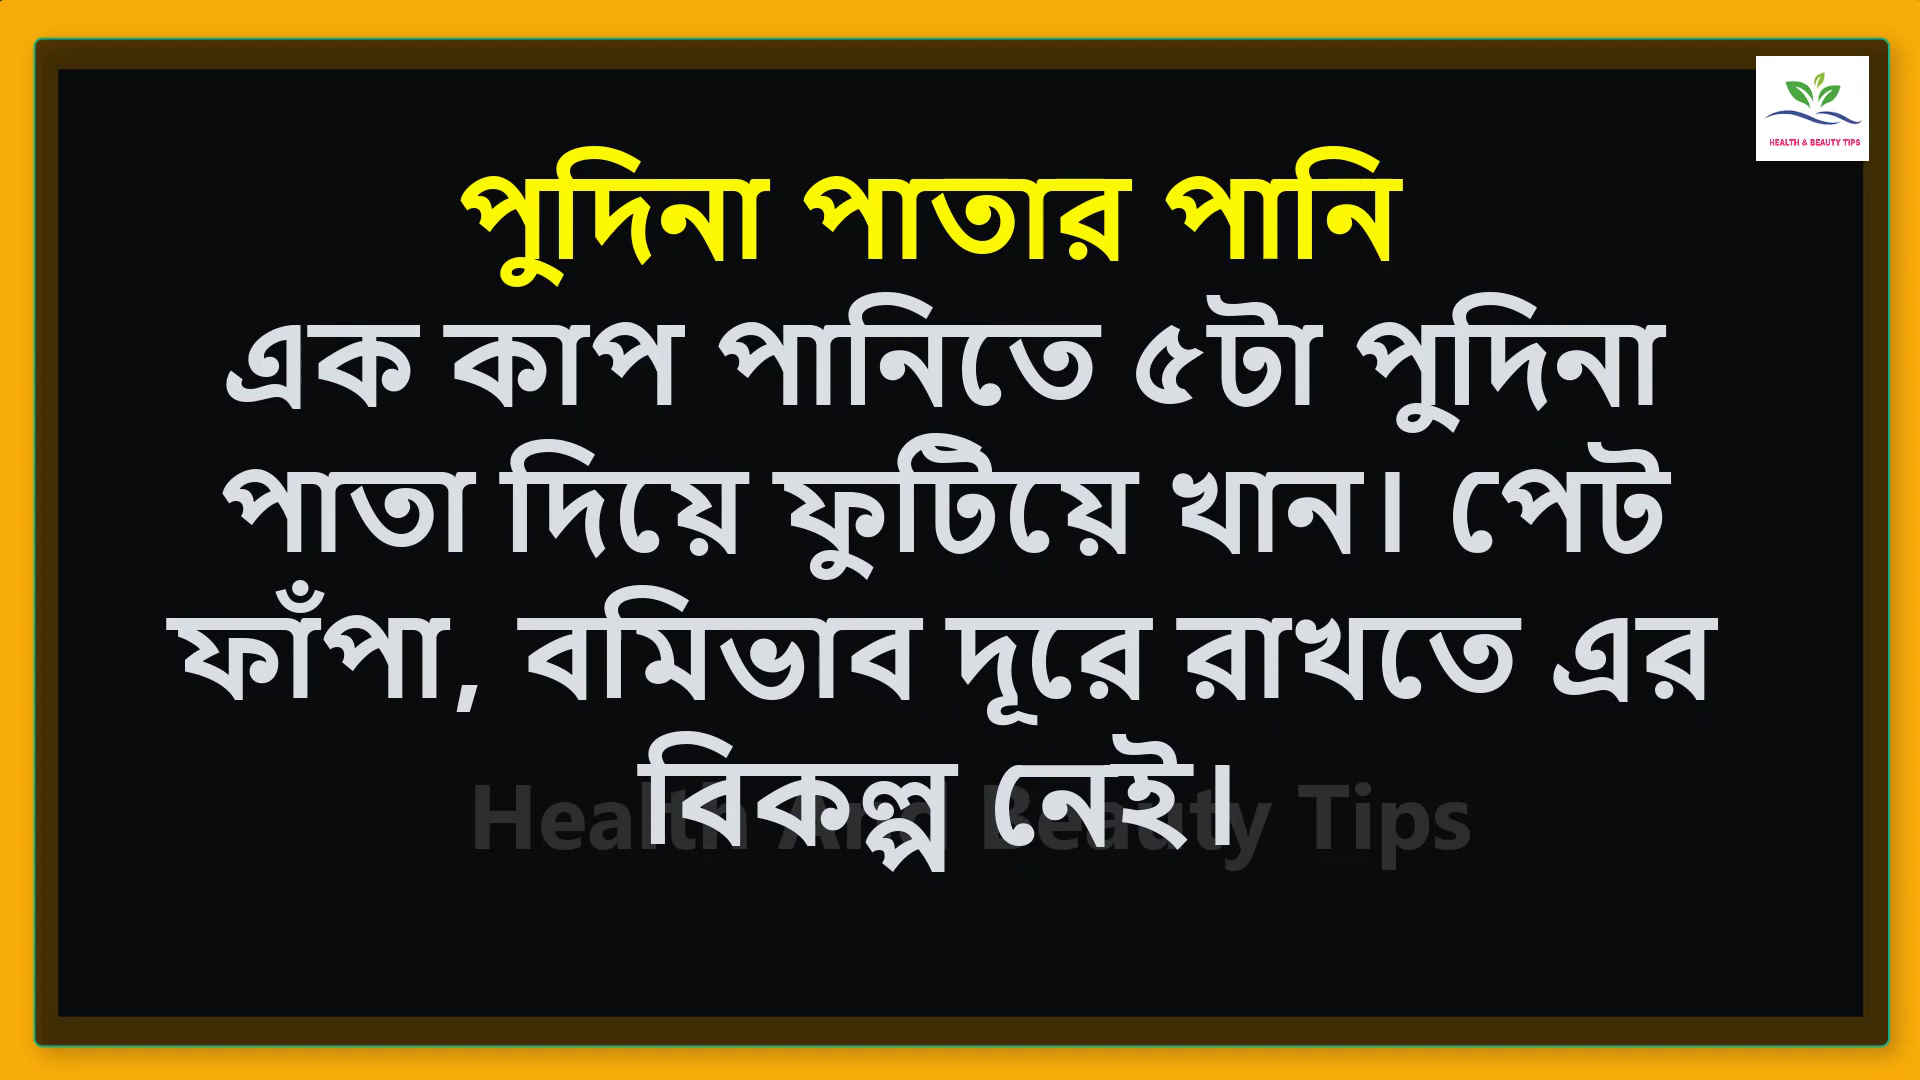 HEALTH & BEAUTY TIPS
পুদিনা পাতার পানি
এক কাপ পানিতে ৫টা পুদিনা
পাতা দিয়ে ফুটিয়ে খান। পেট
ফাঁপা, বমিভাব দূরে রাখতে এর
বিকল্প নেই।
Health And Beauty Tips